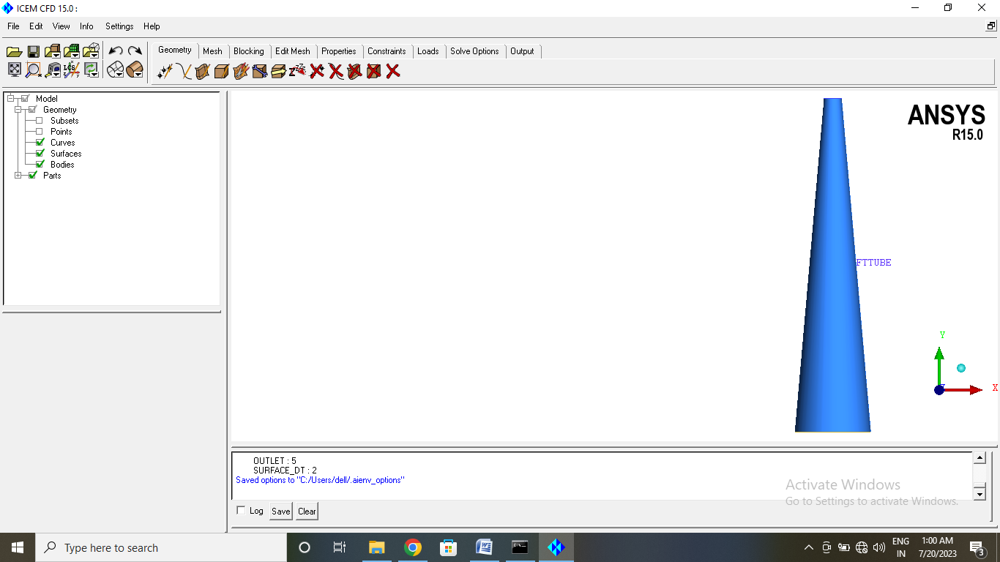 ICEM CFD 15.0 :
File Edit View Info Settings Help
Geometry Mesh Blocking Edit Mesh Properties Constraints Loads Solve Options Output
Model
Geometry
Subsets
Points
Curves
Surfaces
Bodies
Parts
ANSYS
R15.0
FTTUBE
Y
X
OUTLET : 5
SURFACE_DT : 2
Saved options to "C:/Users/dell/.aienv_options"
Log Save Clear
Activate Windows
Go to Settings to activate Windows.
Type here to search
ENG
IN
1:00 AM
7/20/2023
3